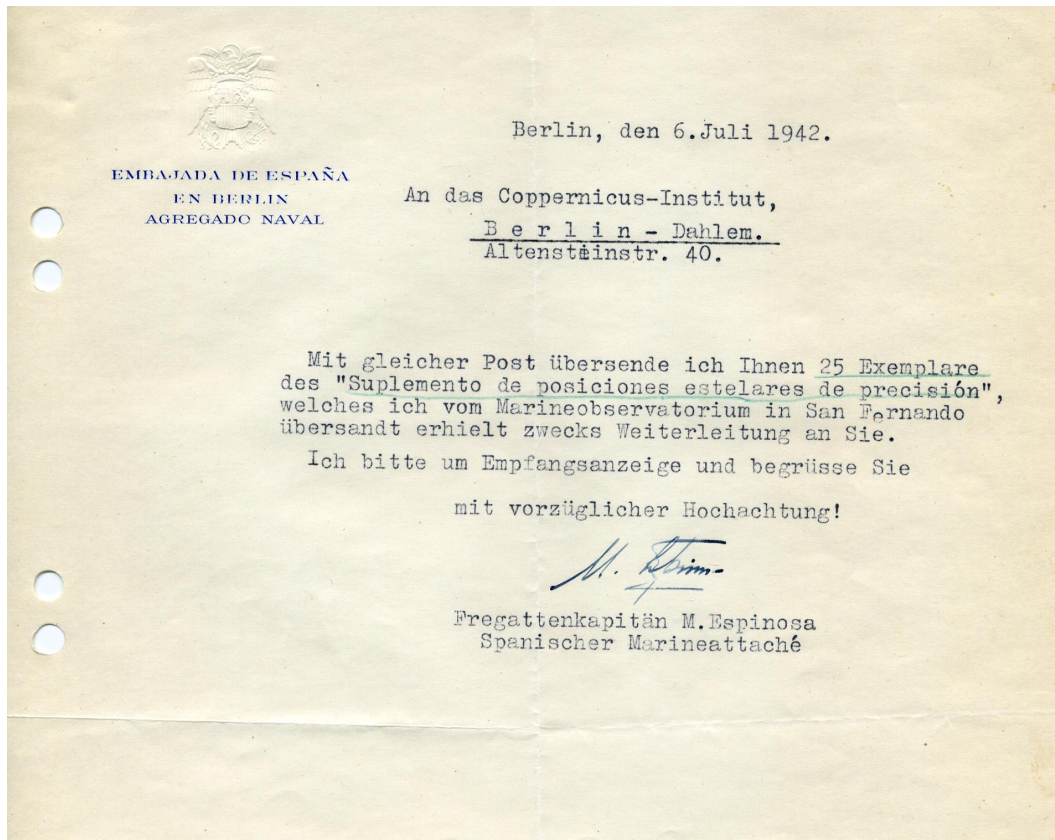 Berlin, den 6.Juli 1942.
EMBAJADA DE ESPAÑA
EN BERLIN
AGREGADO NAVAL
An das Coppernicus-Institut,
B e r l i n - Dahlem.
Altensteinstr. 40.
Mit gleicher Post übersende ich Ihnen 25 Exemplare
des "Suplemento de posiciones estelares de precisión",
welches ich vom Marineobservatorium in San Fernando
übersandt erhielt zwecks Weiterleitung an Sie.
Ich bitte um Empfangsanzeige und begrüsse Sie
mit vorzüglicher Hochachtung!
M.
Fregattenkapitän M.Espinosa
Spanischer Marineattaché